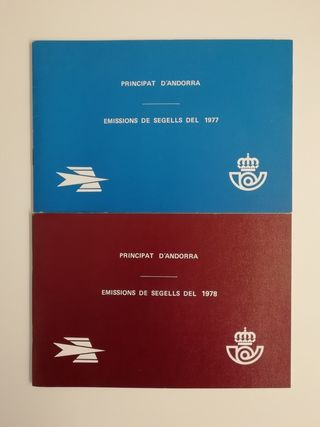 PRINCIPAT D'ANDORRA
EMISSIONS DE SEGELLS DEL 1977
PRINCIPAT D'ANDORRA
EMISSIONS DE SEGELLS DEL 1978